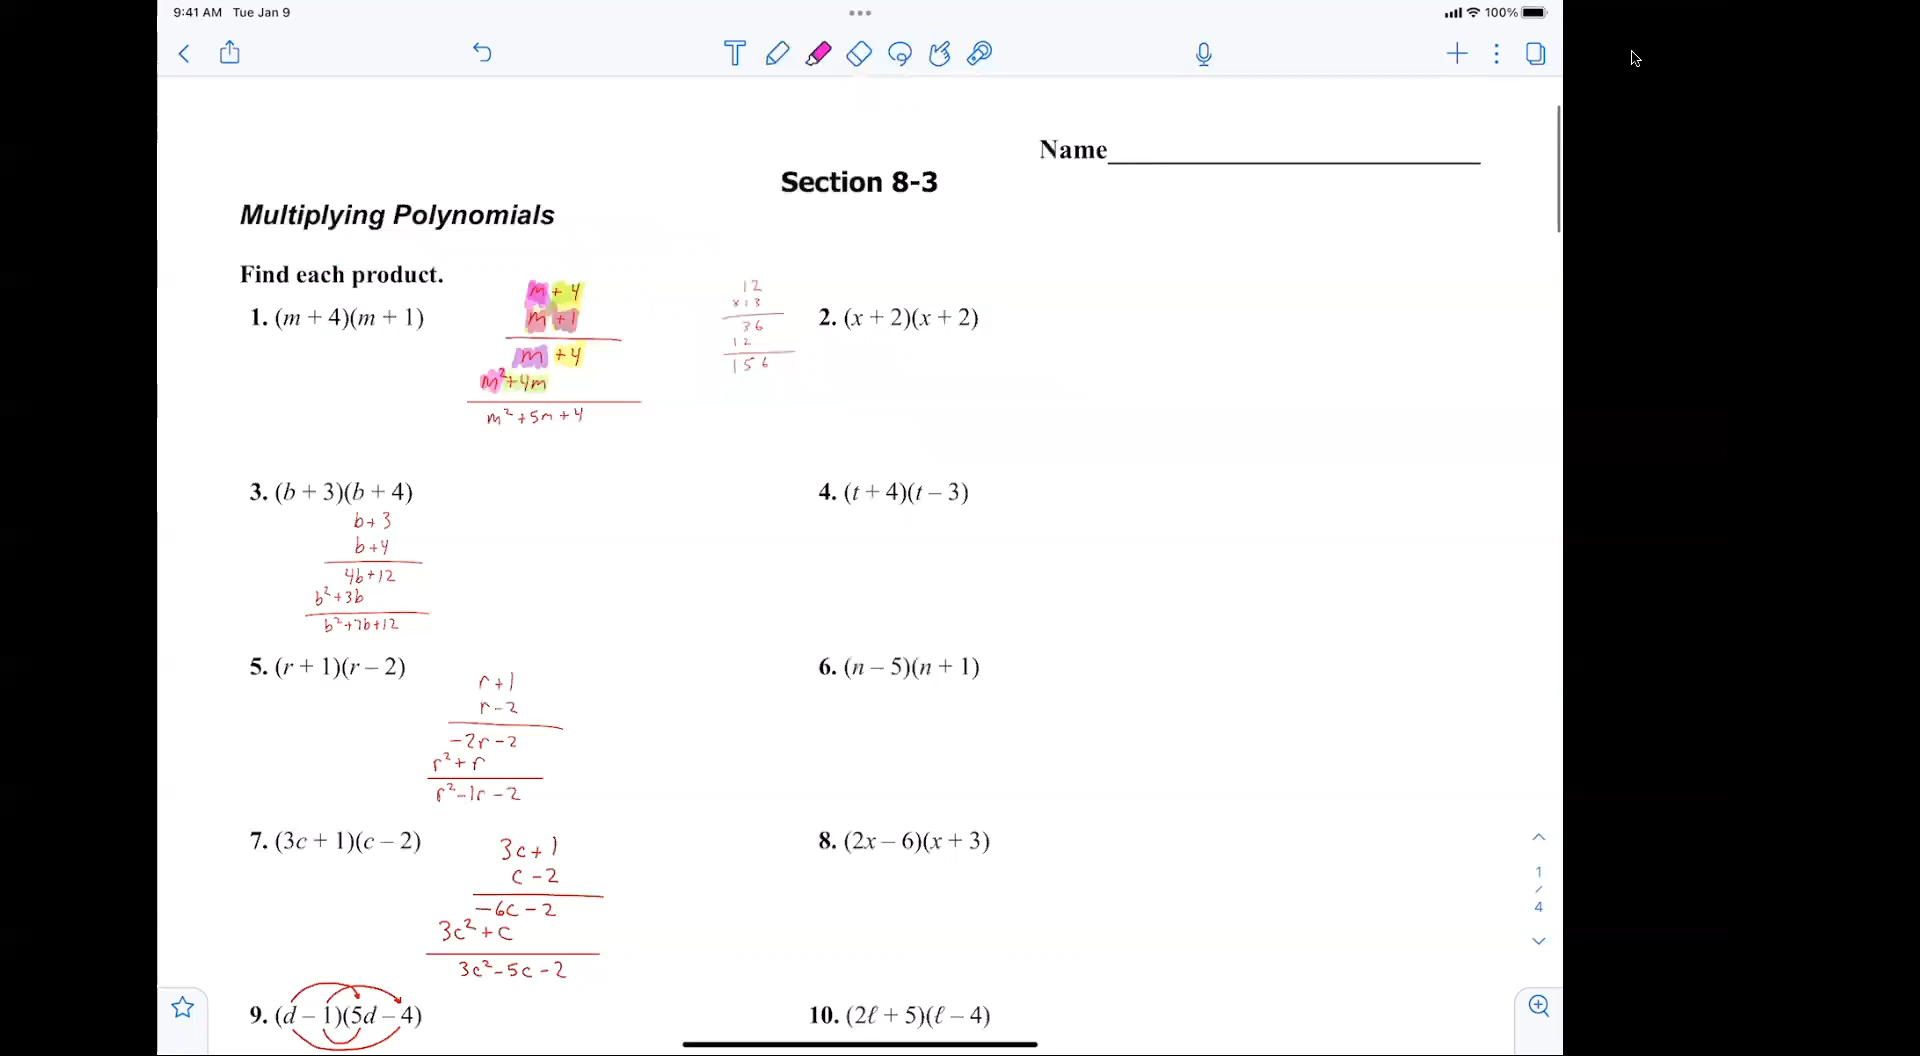 9:41 AM Tue Jan 9
100%
Name
Section 8-3
Multiplying Polynomials
Find each product.
1. (m + 4)(m + 1)
m + 4
m + 1
m + 4
m² + 4m
m² + 5m + 4
12
x13
36
12
156
2. (x + 2)(x + 2)
3. (b + 3)(b + 4)
b + 3
b + 4
4b + 12
b² + 3b
b² + 7b + 12
4. (t + 4)(t – 3)
5. (r + 1)(r – 2)
r + 1
r – 2
– 2r – 2
r² + r
r² – 1r – 2
6. (n – 5)(n + 1)
7. (3c + 1)(c – 2)
3c + 1
c – 2
– 6c – 2
3c² + c
3c² – 5c – 2
8. (2x – 6)(x + 3)
1
/
4
9. (d – 1)(5d – 4)
10. (2ℓ + 5)(ℓ – 4)